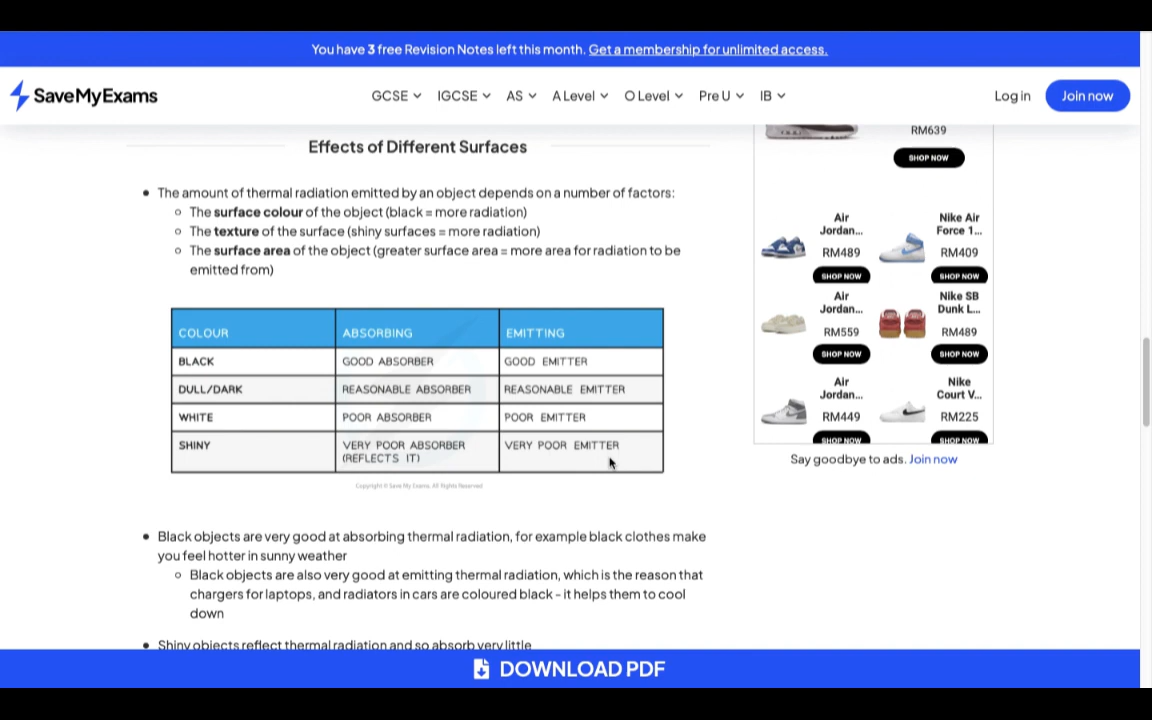 You have 3 free Revision Notes left this month. Get a membership for unlimited access.
SaveMyExams
GCSE IGCSE AS A Level O Level Pre U IB
Log in
Join now
Effects of Different Surfaces
The amount of thermal radiation emitted by an object depends on a number of factors:
The surface colour of the object (black = more radiation)
The texture of the surface (shiny surfaces = more radiation)
The surface area of the object (greater surface area = more area for radiation to be
emitted from)
COLOUR ABSORBING EMITTING
BLACK GOOD ABSORBER GOOD EMITTER
DULL/DARK REASONABLE ABSORBER REASONABLE EMITTER
WHITE POOR ABSORBER POOR EMITTER
SHINY VERY POOR ABSORBER VERY POOR EMITTER
(REFLECTS IT)
Copyright © Save My Exams. All Rights Reserved
Black objects are very good at absorbing thermal radiation, for example black clothes make
you feel hotter in sunny weather
Black objects are also very good at emitting thermal radiation, which is the reason that
chargers for laptops, and radiators in cars are coloured black - it helps them to cool
down
Shiny objects reflect thermal radiation and so absorb very little
RM639
SHOP NOW
Air Nike Air
Jordan... Force 1...
RM489 RM409
SHOP NOW SHOP NOW
Air Nike SB
Jordan... Dunk L...
RM559 RM489
SHOP NOW SHOP NOW
Air Nike
Jordan... Court V...
RM449 RM225
SHOP NOW SHOP NOW
Say goodbye to ads. Join now
DOWNLOAD PDF